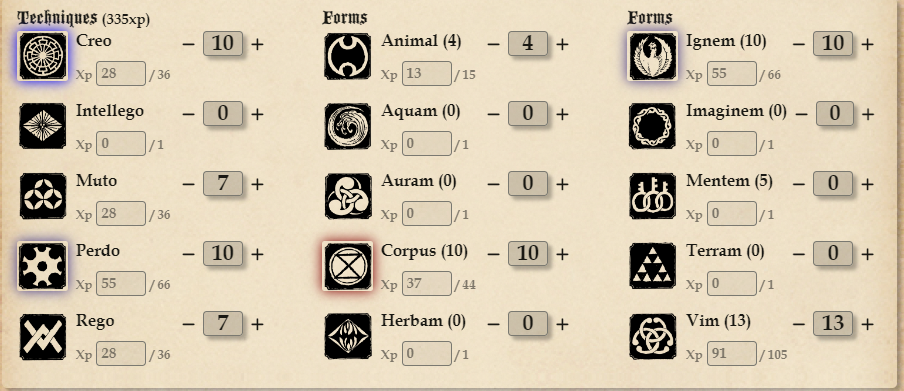 Techniques (335xp) Forms Forms
Creo − 10 + Animal (4) − 4 + Ignem (10) − 10 +
Xp 28 / 36 Xp 13 / 15 Xp 55 / 66
Intellego − 0 + Aquam (0) − 0 + Imaginem (0) − 0 +
Xp 0 / 1 Xp 0 / 1 Xp 0 / 1
Muto − 7 + Auram (0) − 0 + Mentem (5) − 0 +
Xp 28 / 36 Xp 0 / 1 Xp 0 / 1
Perdo − 10 + Corpus (10) − 10 + Terram (0) − 0 +
Xp 55 / 66 Xp 37 / 44 Xp 0 / 1
Rego − 7 + Herbam (0) − 0 + Vim (13) − 13 +
Xp 28 / 36 Xp 0 / 1 Xp 91 / 105